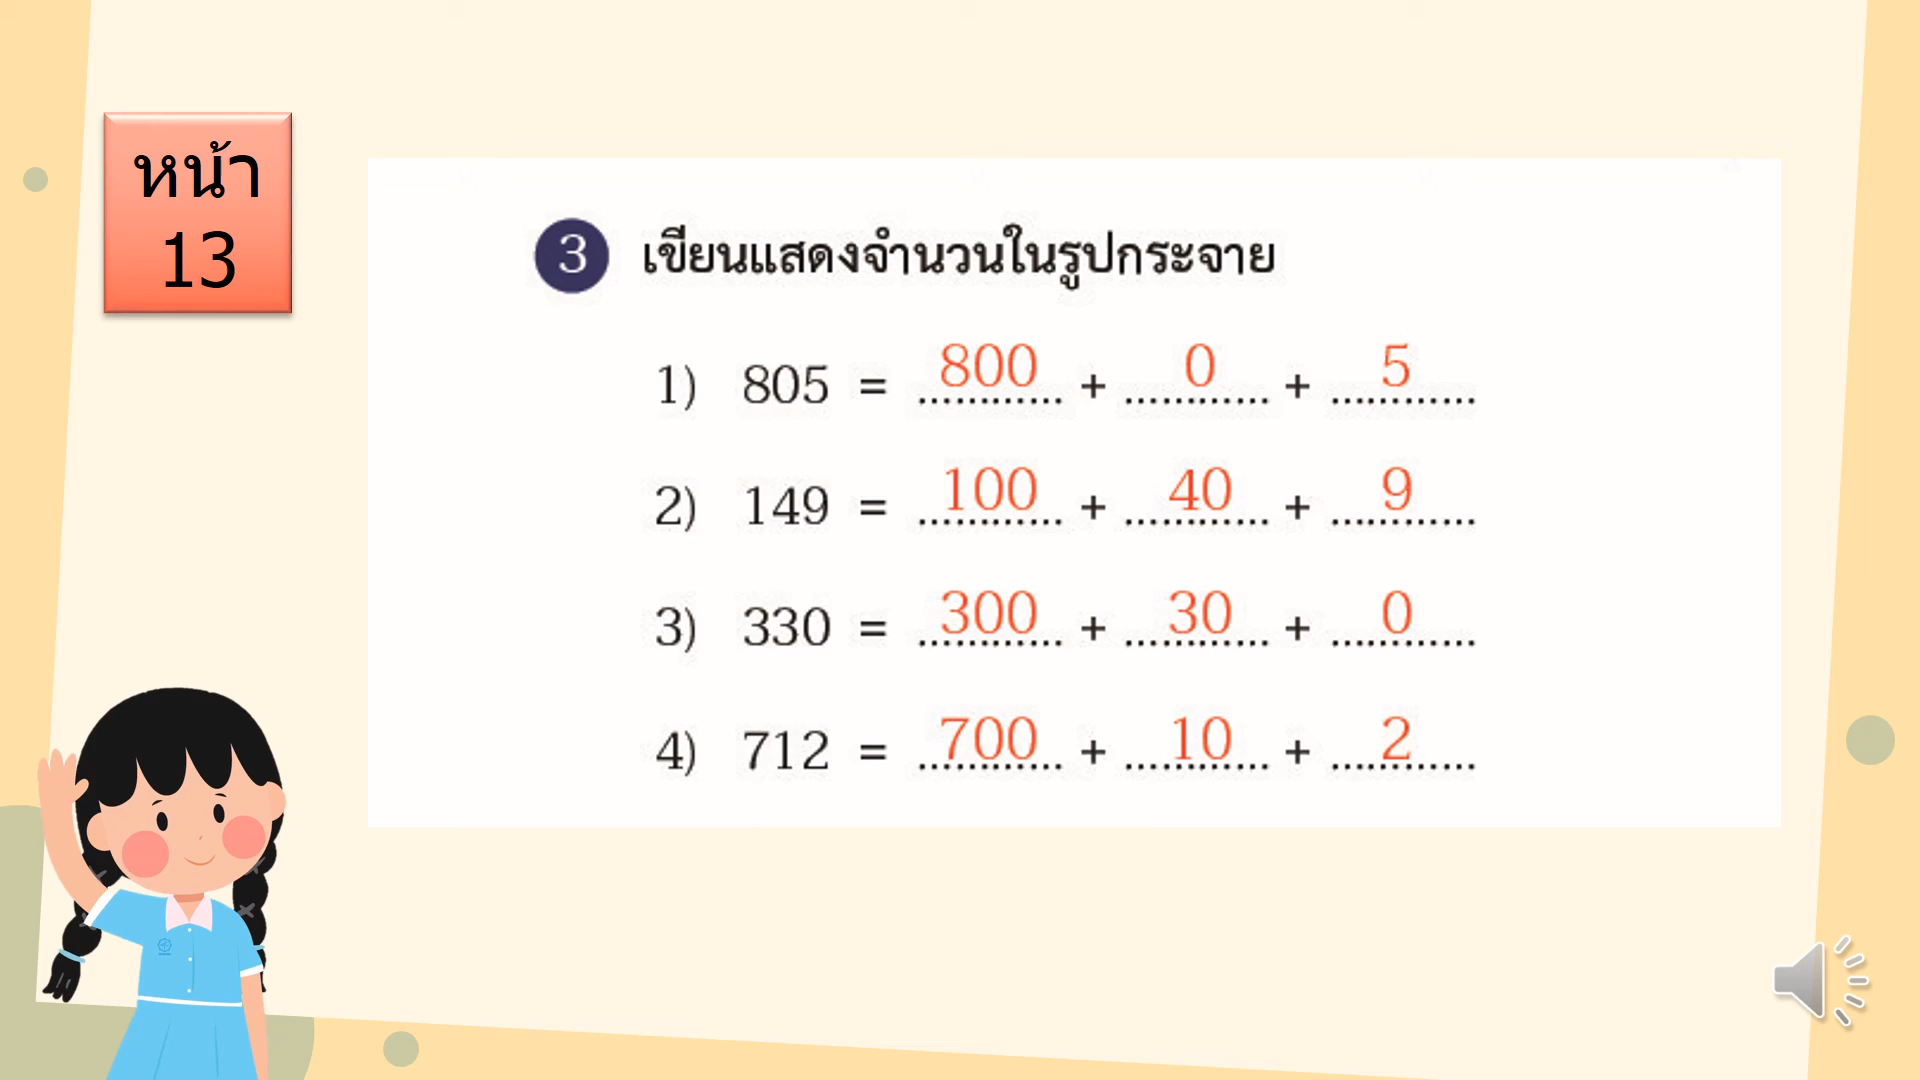 หน้า
13
3 เขียนแสดงจำนวนในรูปกระจาย
1) 805 = 800 + 0 + 5
2) 149 = 100 + 40 + 9
3) 330 = 300 + 30 + 0
4) 712 = 700 + 10 + 2